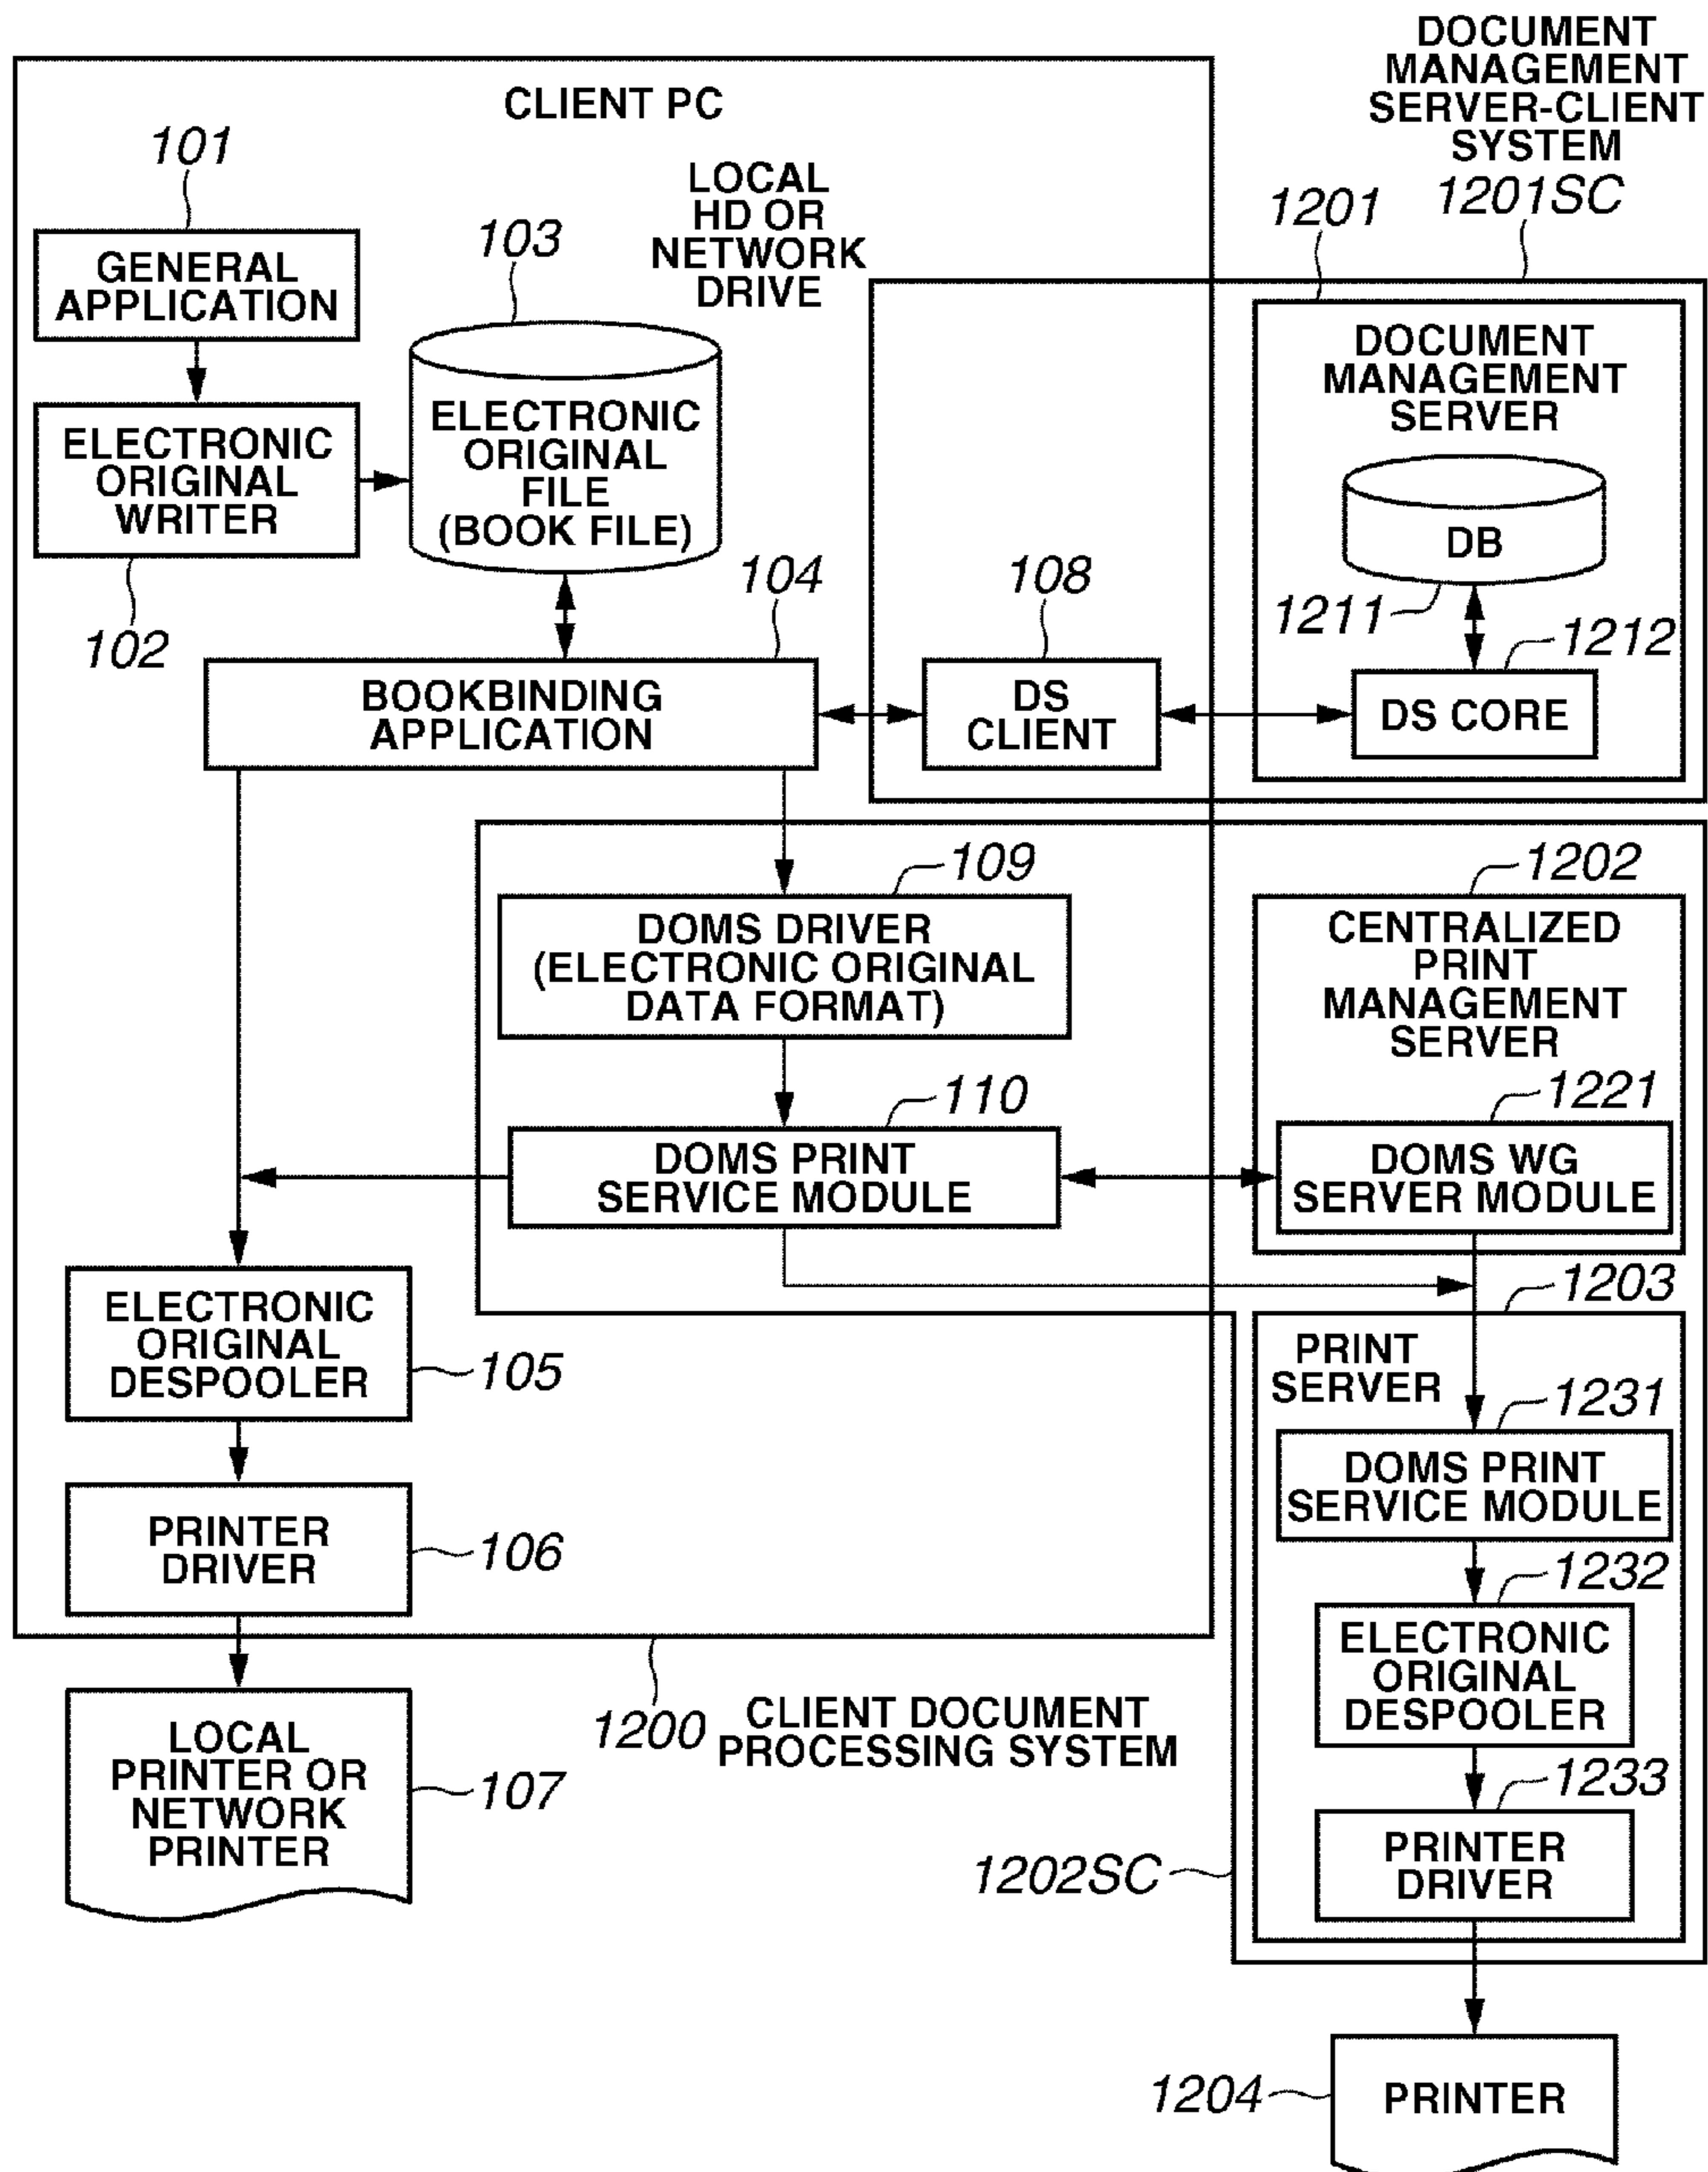 DOCUMENT
MANAGEMENT
SERVER-CLIENT
SYSTEM
1201SC
CLIENT PC
101
GENERAL
APPLICATION
LOCAL
HD OR
NETWORK
DRIVE
103
1201
ELECTRONIC
ORIGINAL
WRITER
102
ELECTRONIC
ORIGINAL
FILE
(BOOK FILE)
DOCUMENT
MANAGEMENT
SERVER
DB
1211
1212
104
108
BOOKBINDING
APPLICATION
DS
CLIENT
DS CORE
109
DOMS DRIVER
(ELECTRONIC ORIGINAL
DATA FORMAT)
1202
CENTRALIZED
PRINT
MANAGEMENT
SERVER
110
1221
DOMS PRINT
SERVICE MODULE
DOMS WG
SERVER MODULE
1203
ELECTRONIC
ORIGINAL
DESPOOLER
105
PRINT
SERVER
1231
DOMS PRINT
SERVICE MODULE
PRINTER
DRIVER
106
1232
ELECTRONIC
ORIGINAL
DESPOOLER
1200
CLIENT DOCUMENT
PROCESSING SYSTEM
LOCAL
PRINTER OR
NETWORK
PRINTER
107
1233
PRINTER
DRIVER
1202SC
1204
PRINTER